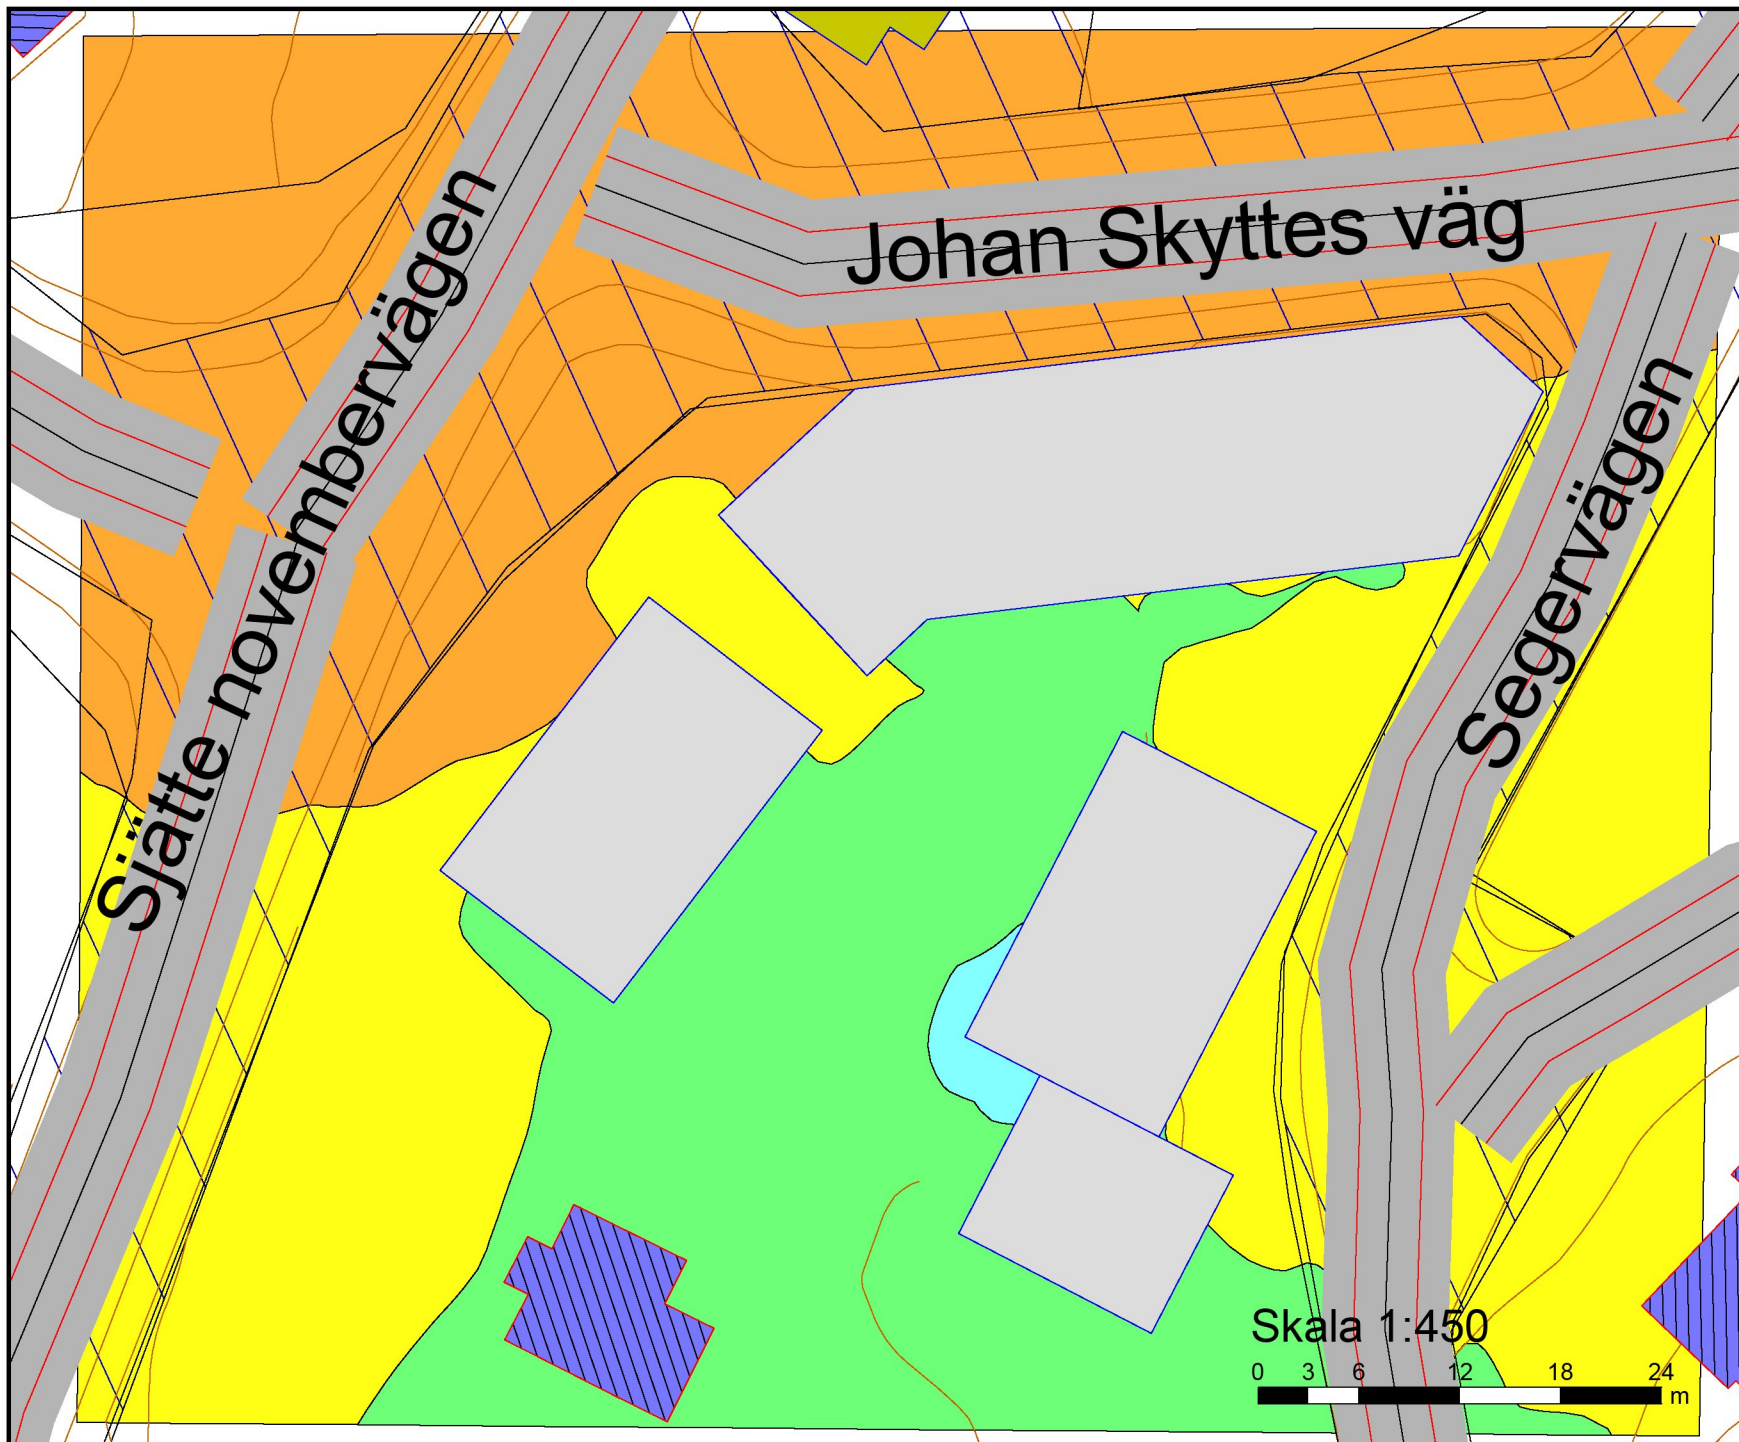 Johan Skyttes väg
Sjätte novembervägen
Segervägen
Skala 1:450
0 3 6 12 18 24
m